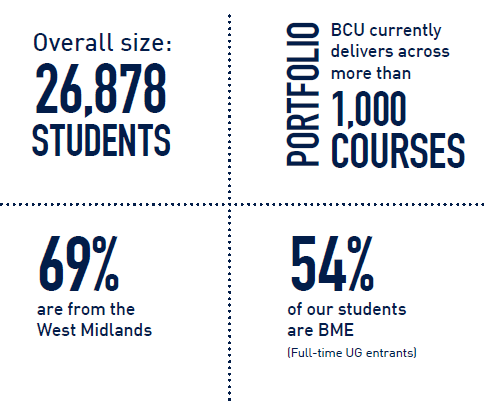 Overall size:
26,878
STUDENTS
PORTFOLIO
BCU currently
delivers across
more than
1,000
COURSES
69%
are from the
West Midlands
54%
of our students
are BME
(Full-time UG entrants)